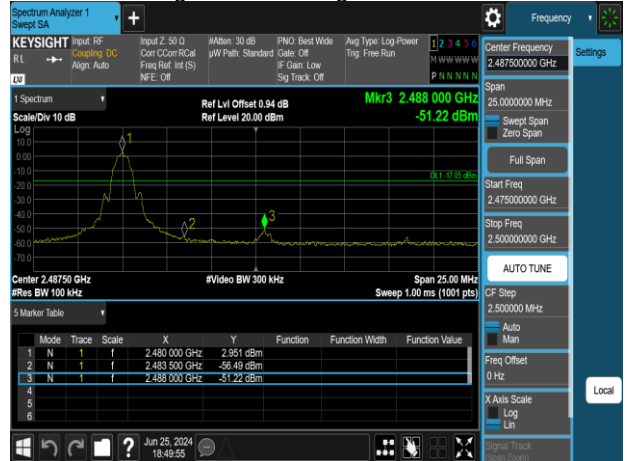 Spectrum Analyzer 1
Swept SA
Frequency
KEYSIGHT Input: RF
RL
Coupling: DC
Align: Auto
Input Z: 50 Ω
Corr CCorr RCal
Freq Ref: Int (S)
NFE: Off
#Atten: 30 dB
µW Path: Standard
PNO: Best Wide
Gate: Off
IF Gain: Low
Sig Track: Off
Avg Type: Log-Power
Trig: Free Run
1 2 3 4 5 6
M W W W W W
P N N N N N
LXI
1 Spectrum
Scale/Div 10 dB
Ref Lvl Offset 0.94 dB
Ref Level 20.00 dBm
Mkr3 2.488 000 GHz
-51.22 dBm
Log
10.0
0.00
-10.0
-20.0
-30.0
-40.0
-50.0
-60.0
-70.0
1
2
3
DL1 -17.05 dBm
Center 2.48750 GHz
#Res BW 100 kHz
#Video BW 300 kHz
Span 25.00 MHz
Sweep 1.00 ms (1001 pts)
5 Marker Table
Mode Trace Scale X Y Function Function Width Function Value
1 N 1 f 2.480 000 GHz 2.951 dBm
2 N 1 f 2.483 500 GHz -56.49 dBm
3 N 1 f 2.488 000 GHz -51.22 dBm
4
5
6
Jun 25, 2024
18:49:55
?
Center Frequency
2.487500000 GHz
Settings
Span
25.0000000 MHz
Swept Span
Zero Span
Full Span
Start Freq
2.475000000 GHz
Stop Freq
2.500000000 GHz
AUTO TUNE
CF Step
2.500000 MHz
Auto
Man
Freq Offset
0 Hz
Local
X Axis Scale
Log
Lin
Signal Track
(Span Zoom)